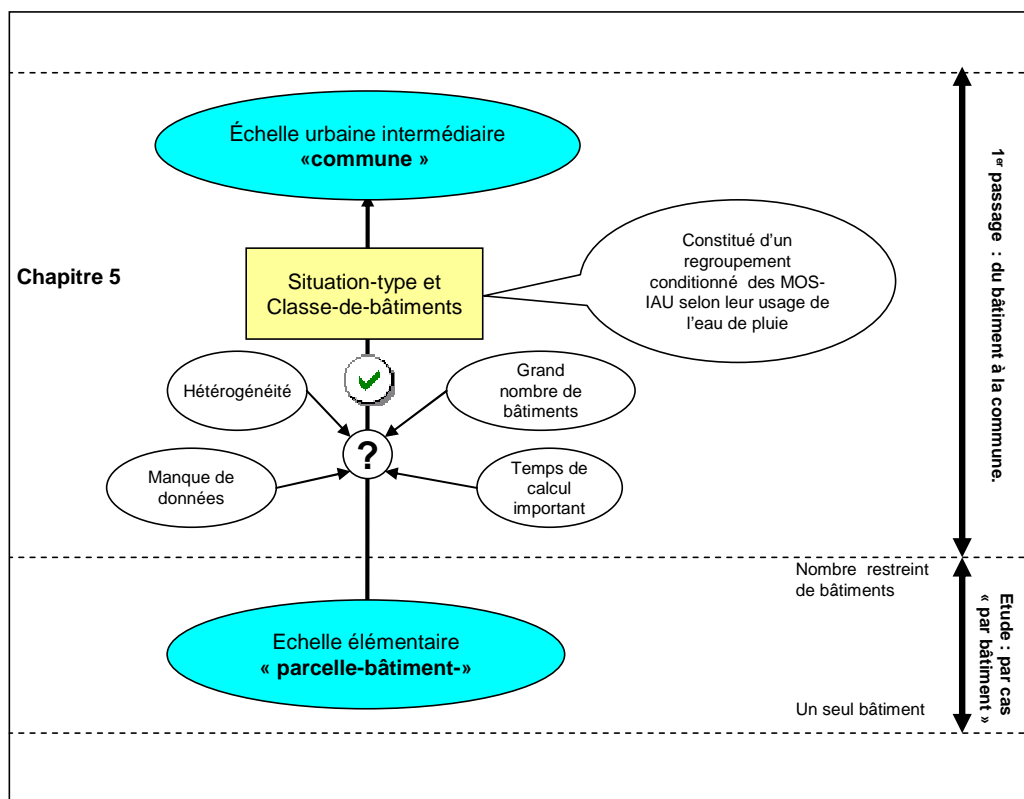 Échelle urbaine intermédiaire
«commune »
Chapitre 5
Situation-type et
Classe-de-bâtiments
Constitué d’un
regroupement
conditionné des MOS-
IAU selon leur usage de
l’eau de pluie
1er passage : du bâtiment à la commune.
Hétérogénéité
Grand
nombre de
bâtiments
?
Manque de
données
Temps de
calcul
important
Nombre restreint
de bâtiments
Echelle élémentaire
« parcelle-bâtiment-»
Un seul bâtiment
Etude : par cas
« par bâtiment »